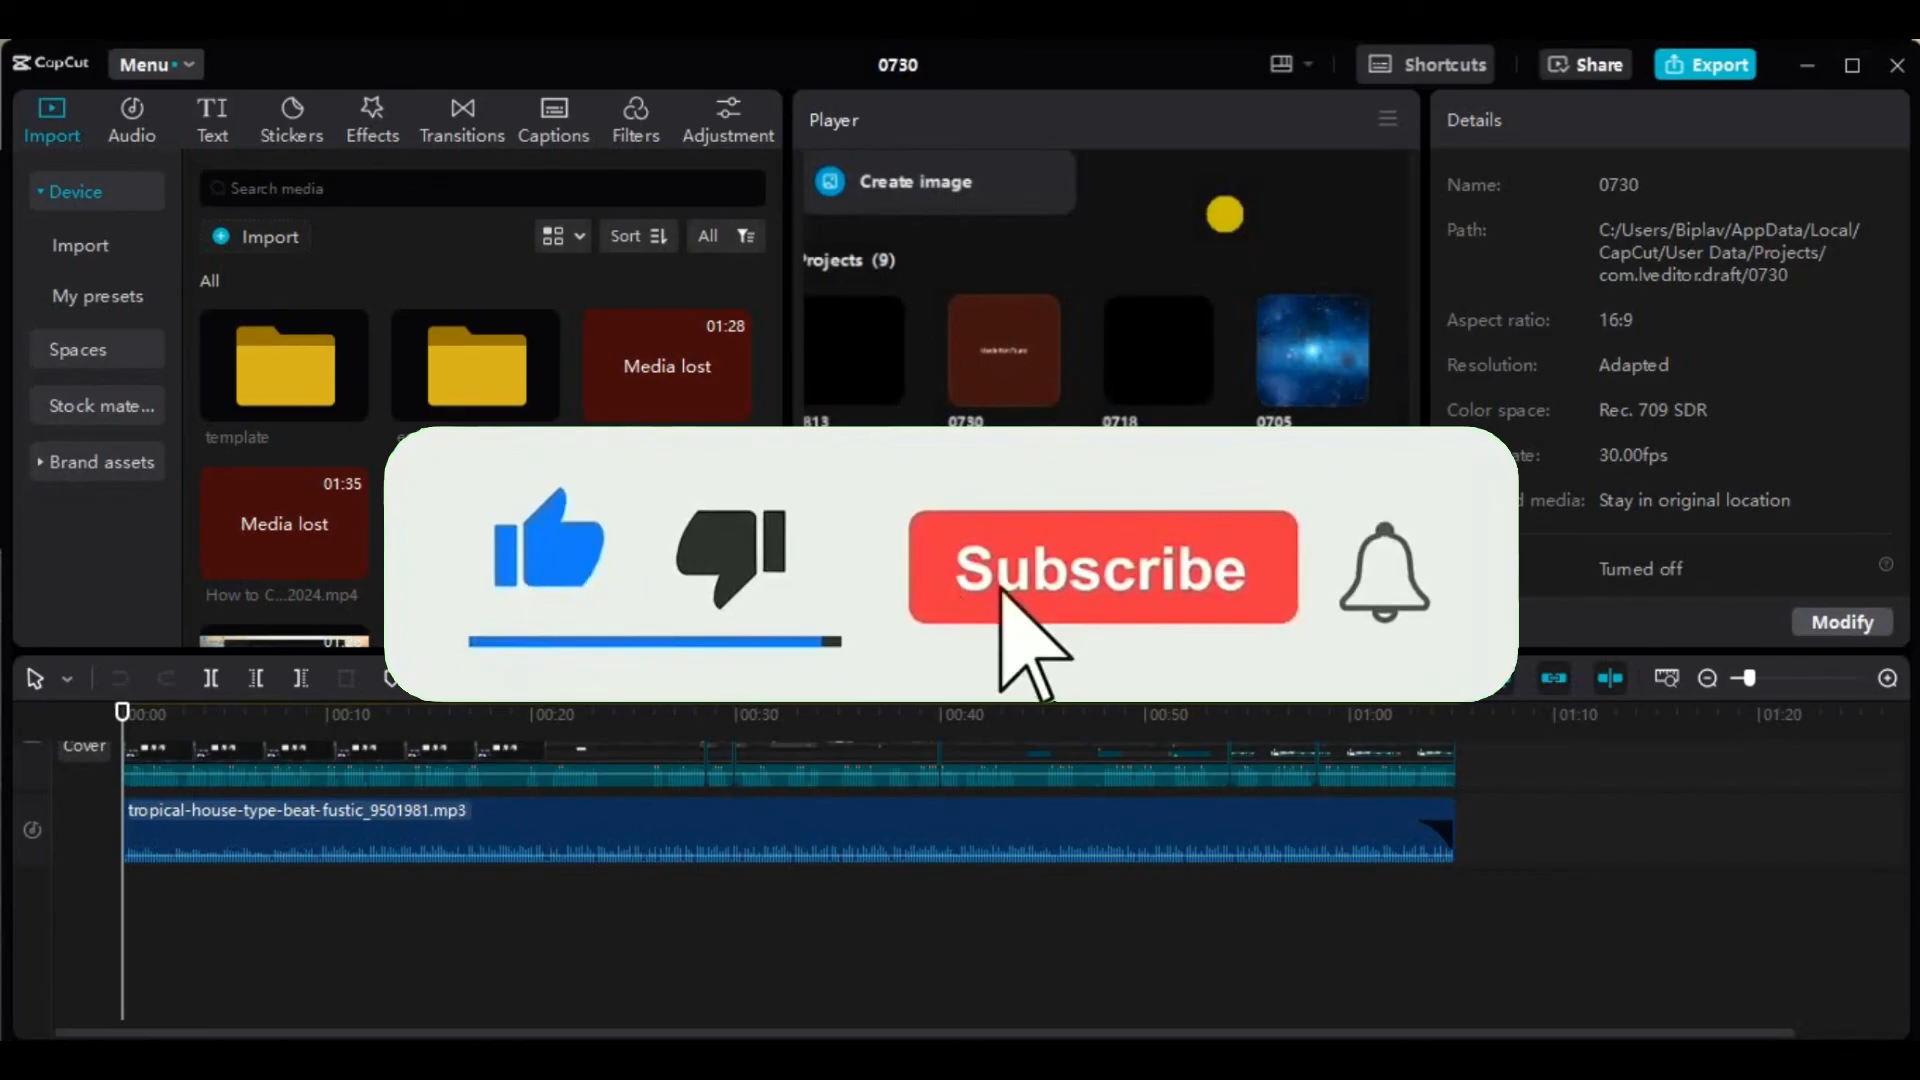 CapCut
Menu
0730
Shortcuts
Share
Export
Import
Audio
Text
Stickers
Effects
Transitions
Captions
Filters
Adjustment
Player
Details
Device
Import
My presets
Spaces
Stock mate...
Brand assets
Search media
Import
Sort
All
All
01:28
Media lost
template
01:35
Media lost
How to C...2024.mp4
Create image
Projects (9)
813
0730
0718
0705
Name: 0730
Path: C:/Users/Biplav/AppData/Local/
CapCut/User Data/Projects/
com.lveditor.draft/0730
Aspect ratio: 16:9
Resolution: Adapted
Color space: Rec. 709 SDR
ate: 30.00fps
d media: Stay in original location
Turned off
Modify
Subscribe
00:00
00:10
00:20
00:30
00:40
00:50
01:00
01:10
01:20
Cover
tropical-house-type-beat-fustic_9501981.mp3